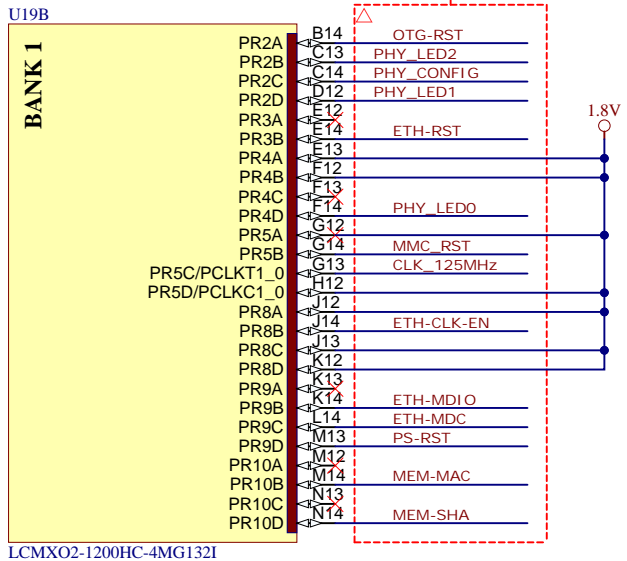 U19B
BANK 1
PR2A B14 OTG-RST
PR2B C13 PHY_LED2
PR2C C14 PHY_CONFIG
PR2D D12 PHY_LED1
PR3A E12
PR3B E14 ETH-RST
PR4A E13
PR4B F12
PR4C F13
PR4D F14 PHY_LED0
PR5A G12
PR5B G14 MMC_RST
PR5C/PCLKT1_0 G13 CLK_125MHz
PR5D/PCLKC1_0 H12
PR8A J12
PR8B J14 ETH-CLK-EN
PR8C J13
PR8D K12
PR9A K13
PR9B K14 ETH-MDIO
PR9C L14 ETH-MDC
PR9D M13 PS-RST
PR10A M12
PR10B M14 MEM-MAC
PR10C N13
PR10D N14 MEM-SHA
1.8V
LCMXO2-1200HC-4MG132I